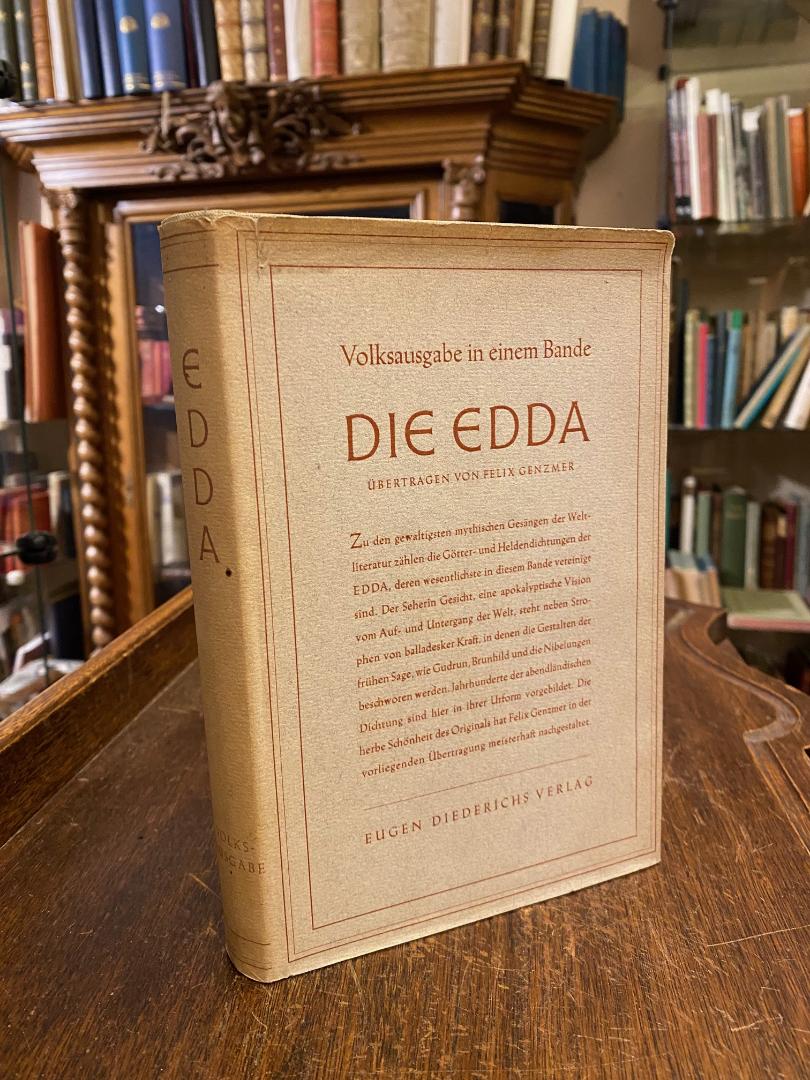 EDDA
VOLKS-
AUSGABE
Volksausgabe in einem Bande
DIE EDDA
ÜBERTRAGEN VON FELIX GENZMER
Zu den gewaltigsten mythischen Gesängen der Welt-
literatur zählen die Götter- und Heldendichtungen der
EDDA, deren wesentlichste in diesem Bande vereinigt
sind. Der Seherin Gesicht, eine apokalyptische Vision
vom Auf- und Untergang der Welt, steht neben Stro-
phen von balladesker Kraft, in denen die Gestalten der
frühen Sage, wie Gudrun, Brunhild und die Nibelungen
beschworen werden. Jahrhunderte der abendländischen
Dichtung sind hier in ihrer Urform vorgebildet. Die
herbe Schönheit des Originals hat Felix Genzmer in der
vorliegenden Übertragung meisterhaft nachgestaltet.
EUGEN DIEDERICHS VERLAG